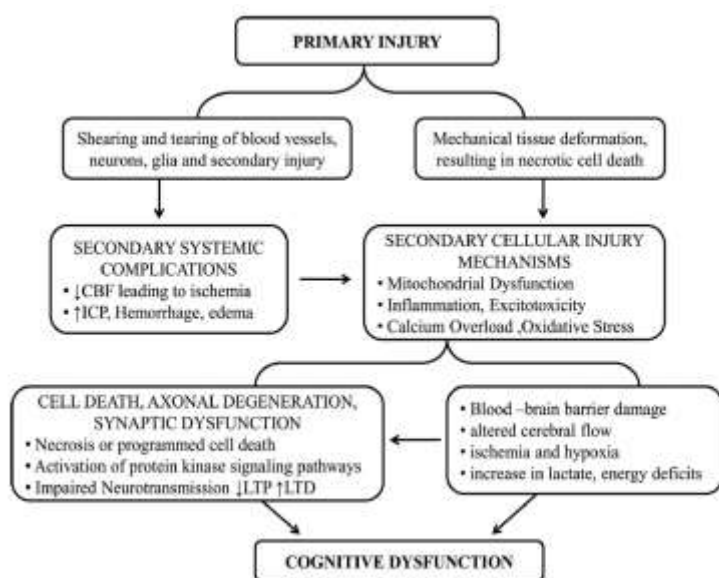 PRIMARY INJURY
Shearing and tearing of blood vessels,
neurons, glia and secondary injury
Mechanical tissue deformation,
resulting in necrotic cell death
SECONDARY SYSTEMIC
COMPLICATIONS
• ↓CBF leading to ischemia
• ↑ICP, Hemorrhage, edema
SECONDARY CELLULAR INJURY
MECHANISMS
• Mitochondrial Dysfunction
• Inflammation, Excitotoxicity
• Calcium Overload ,Oxidative Stress
CELL DEATH, AXONAL DEGENERATION,
SYNAPTIC DYSFUNCTION
• Necrosis or programmed cell death
• Activation of protein kinase signaling pathways
• Impaired Neurotransmission ↓LTP ↑LTD
• Blood –brain barrier damage
• altered cerebral flow
• ischemia and hypoxia
• increase in lactate, energy deficits
COGNITIVE DYSFUNCTION